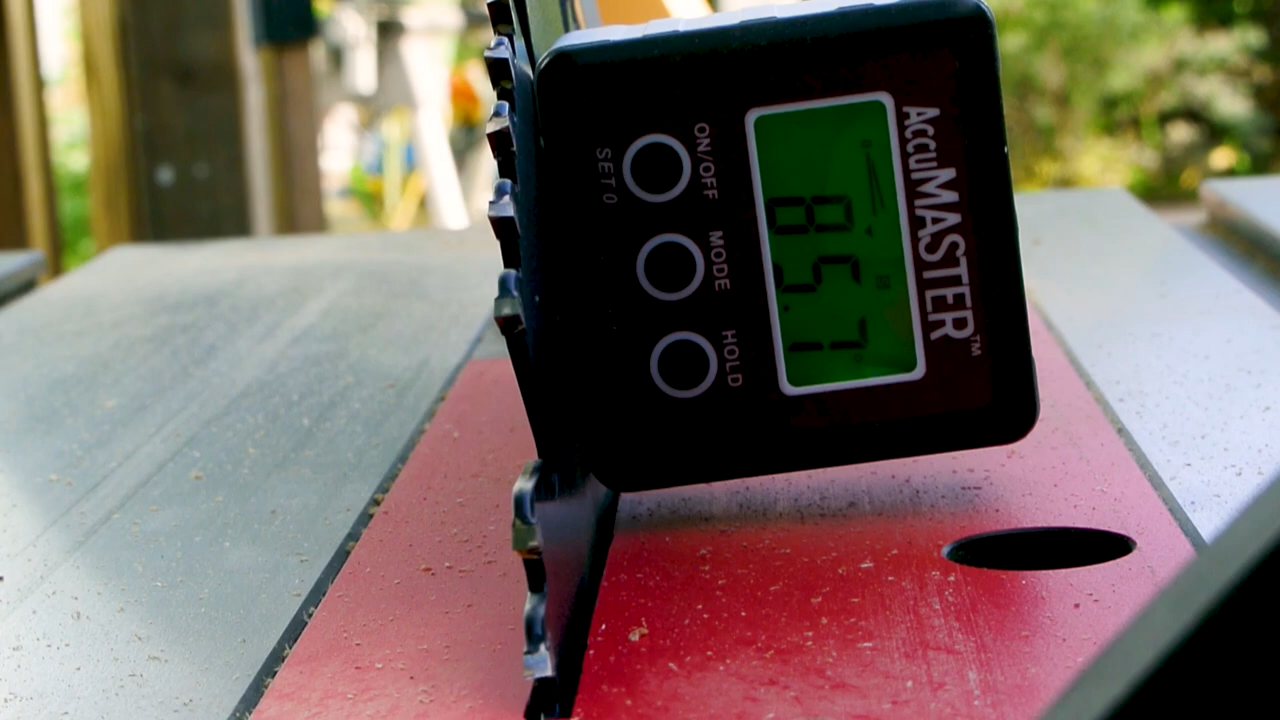 AccuMASTER™
85.7°
ON/OFF
MODE
HOLD
SET 0